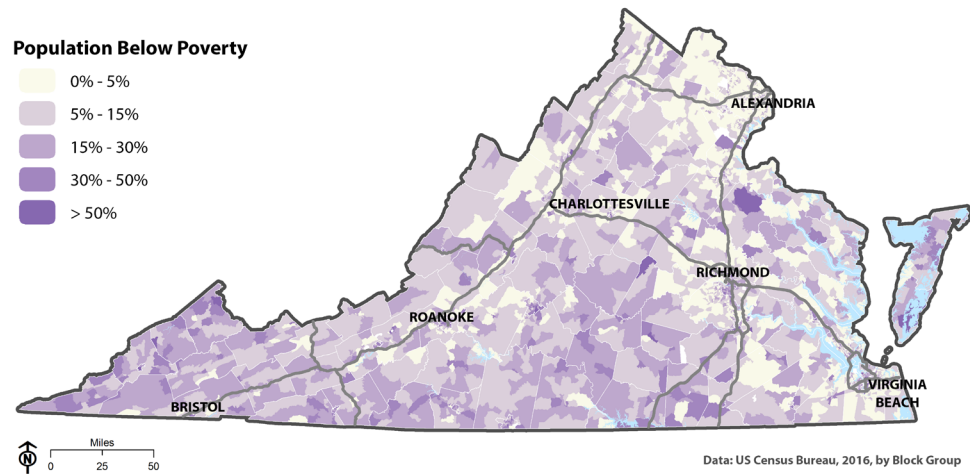 Population Below Poverty
0% - 5%
5% - 15%
15% - 30%
30% - 50%
> 50%
ALEXANDRIA
CHARLOTTESVILLE
RICHMOND
ROANOKE
VIRGINIA
BEACH
BRISTOL
N
Miles
0 25 50
Data: US Census Bureau, 2016, by Block Group